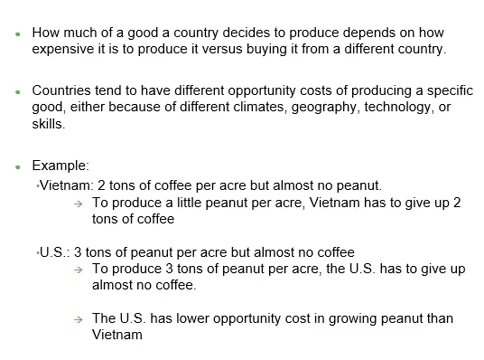 • How much of a good a country decides to produce depends on how
expensive it is to produce it versus buying it from a different country.
• Countries tend to have different opportunity costs of producing a specific
good, either because of different climates, geography, technology, or
skills.
• Example:
•Vietnam: 2 tons of coffee per acre but almost no peanut.
→ To produce a little peanut per acre, Vietnam has to give up 2
tons of coffee
•U.S.: 3 tons of peanut per acre but almost no coffee
→ To produce 3 tons of peanut per acre, the U.S. has to give up
almost no coffee.
→ The U.S. has lower opportunity cost in growing peanut than
Vietnam